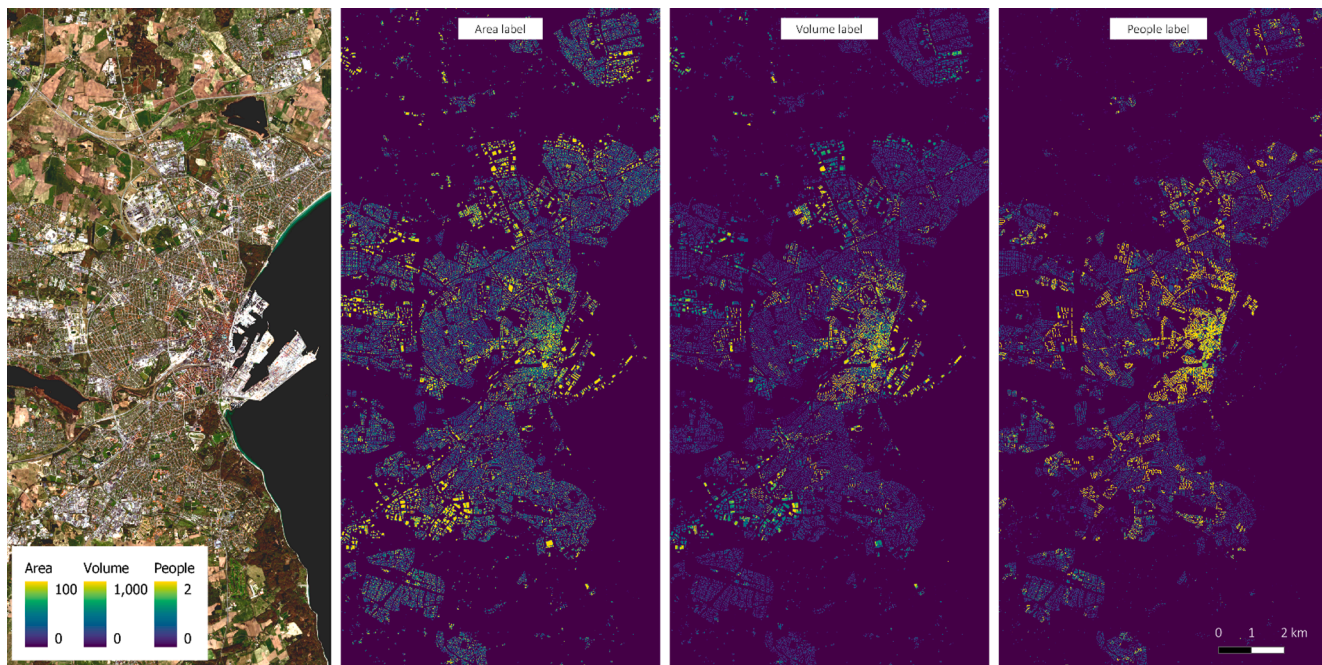 Area label
Volume label
People label
Area Volume People
100 1,000 2
0 0 0
0 1 2 km